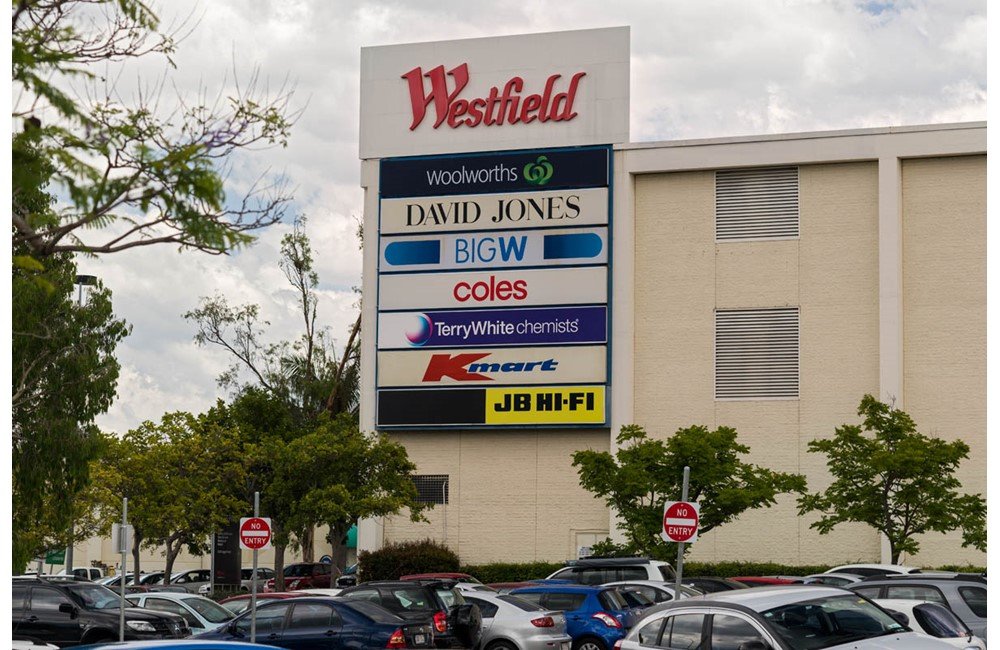 Westfield
Woolworths
DAVID JONES
BIG W
coles
TerryWhite chemists
Kmart
JB HI-FI
NO
ENTRY
NO
ENTRY